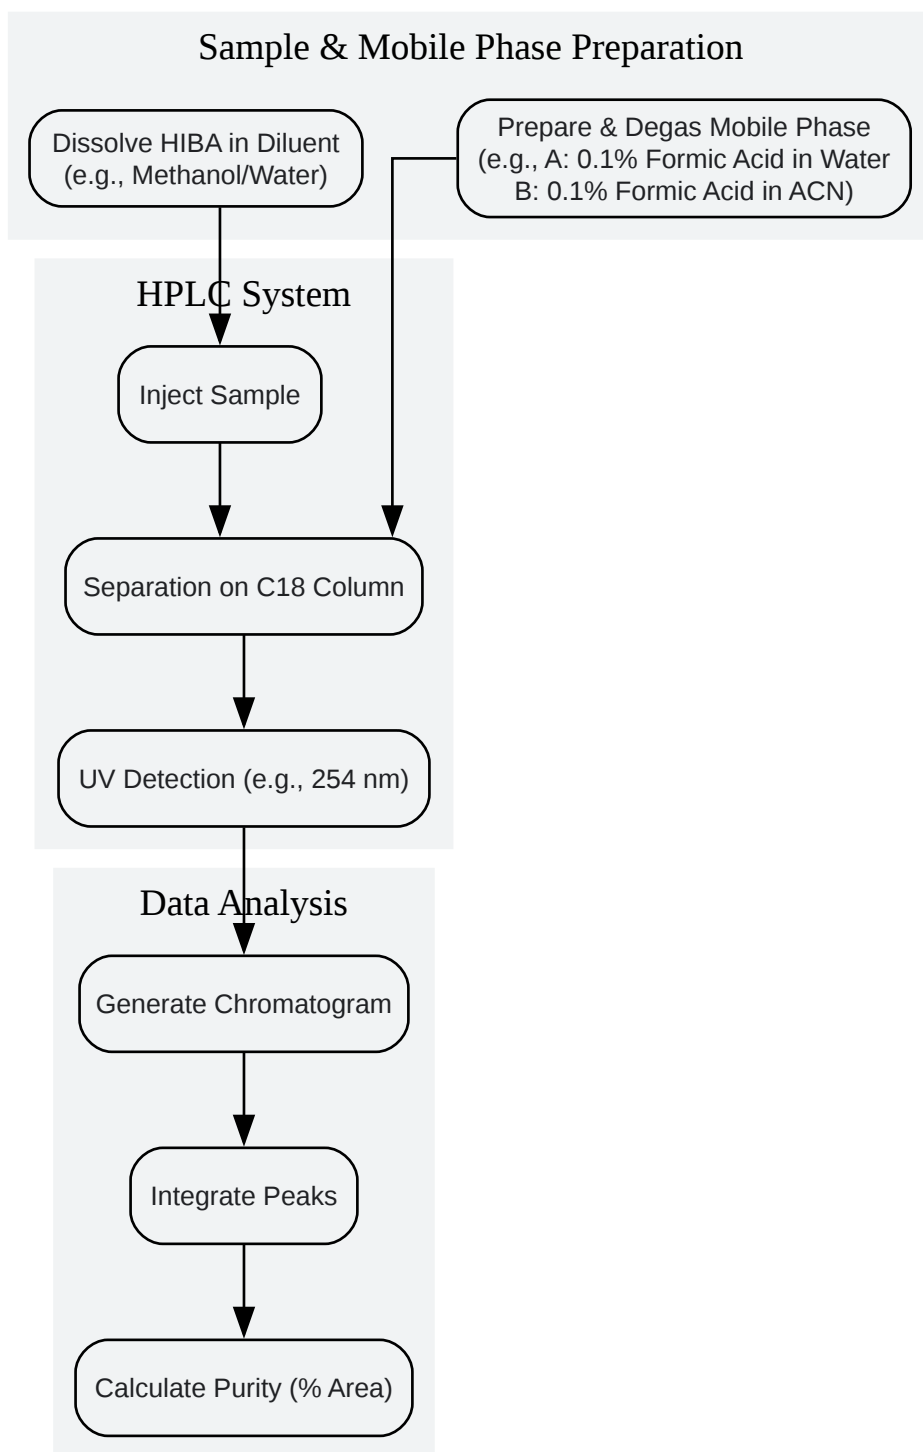 Sample & Mobile Phase Preparation
Dissolve HIBA in Diluent
(e.g., Methanol/Water)
Prepare & Degas Mobile Phase
(e.g., A: 0.1% Formic Acid in Water
B: 0.1% Formic Acid in ACN)
HPLC System
Inject Sample
Separation on C18 Column
UV Detection (e.g., 254 nm)
Data Analysis
Generate Chromatogram
Integrate Peaks
Calculate Purity (% Area)